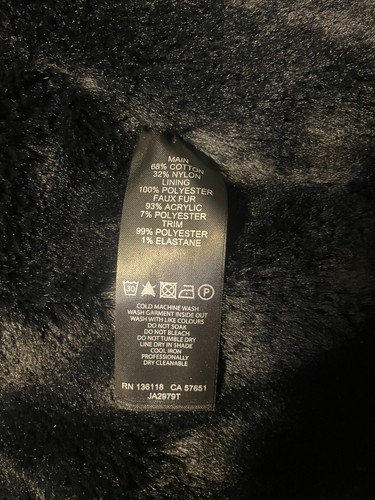 MAIN
68% COTTON
32% NYLON
LINING
100% POLYESTER
FAUX FUR
93% ACRYLIC
7% POLYESTER
TRIM
99% POLYESTER
1% ELASTANE
30 P
COLD MACHINE WASH
WASH GARMENT INSIDE OUT
WASH WITH LIKE COLOURS
DO NOT SOAK
DO NOT BLEACH
DO NOT TUMBLE DRY
LINE DRY IN SHADE
COOL IRON
PROFESSIONALLY
DRY CLEANABLE
RN 136118 CA 57651
JA2979T